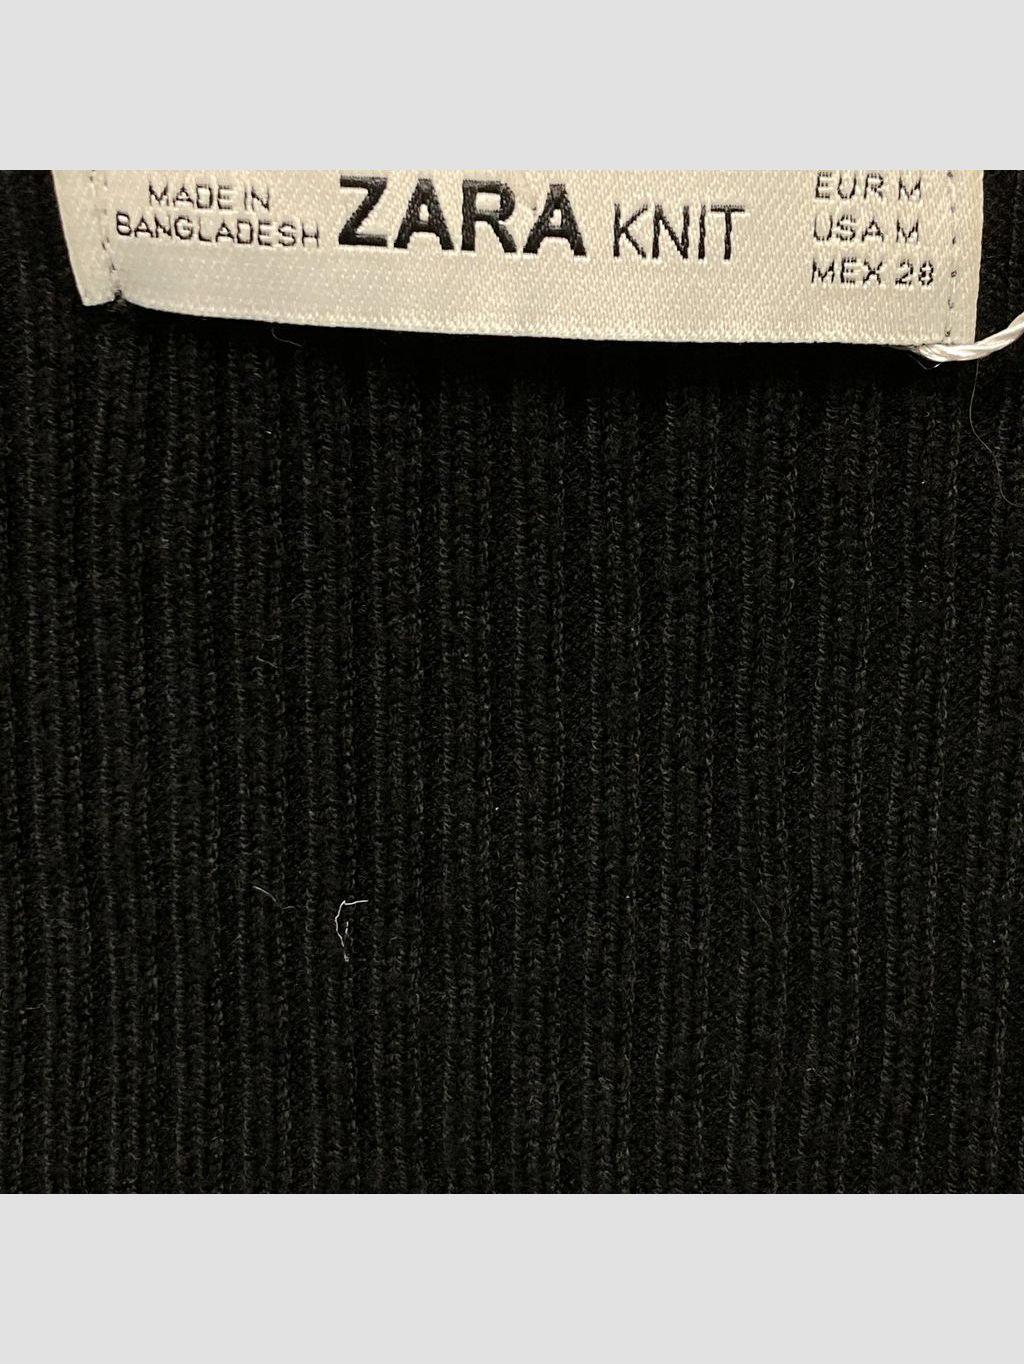 MADE IN
BANGLADESH
ZARA KNIT
EUR M
USA M
MEX 28